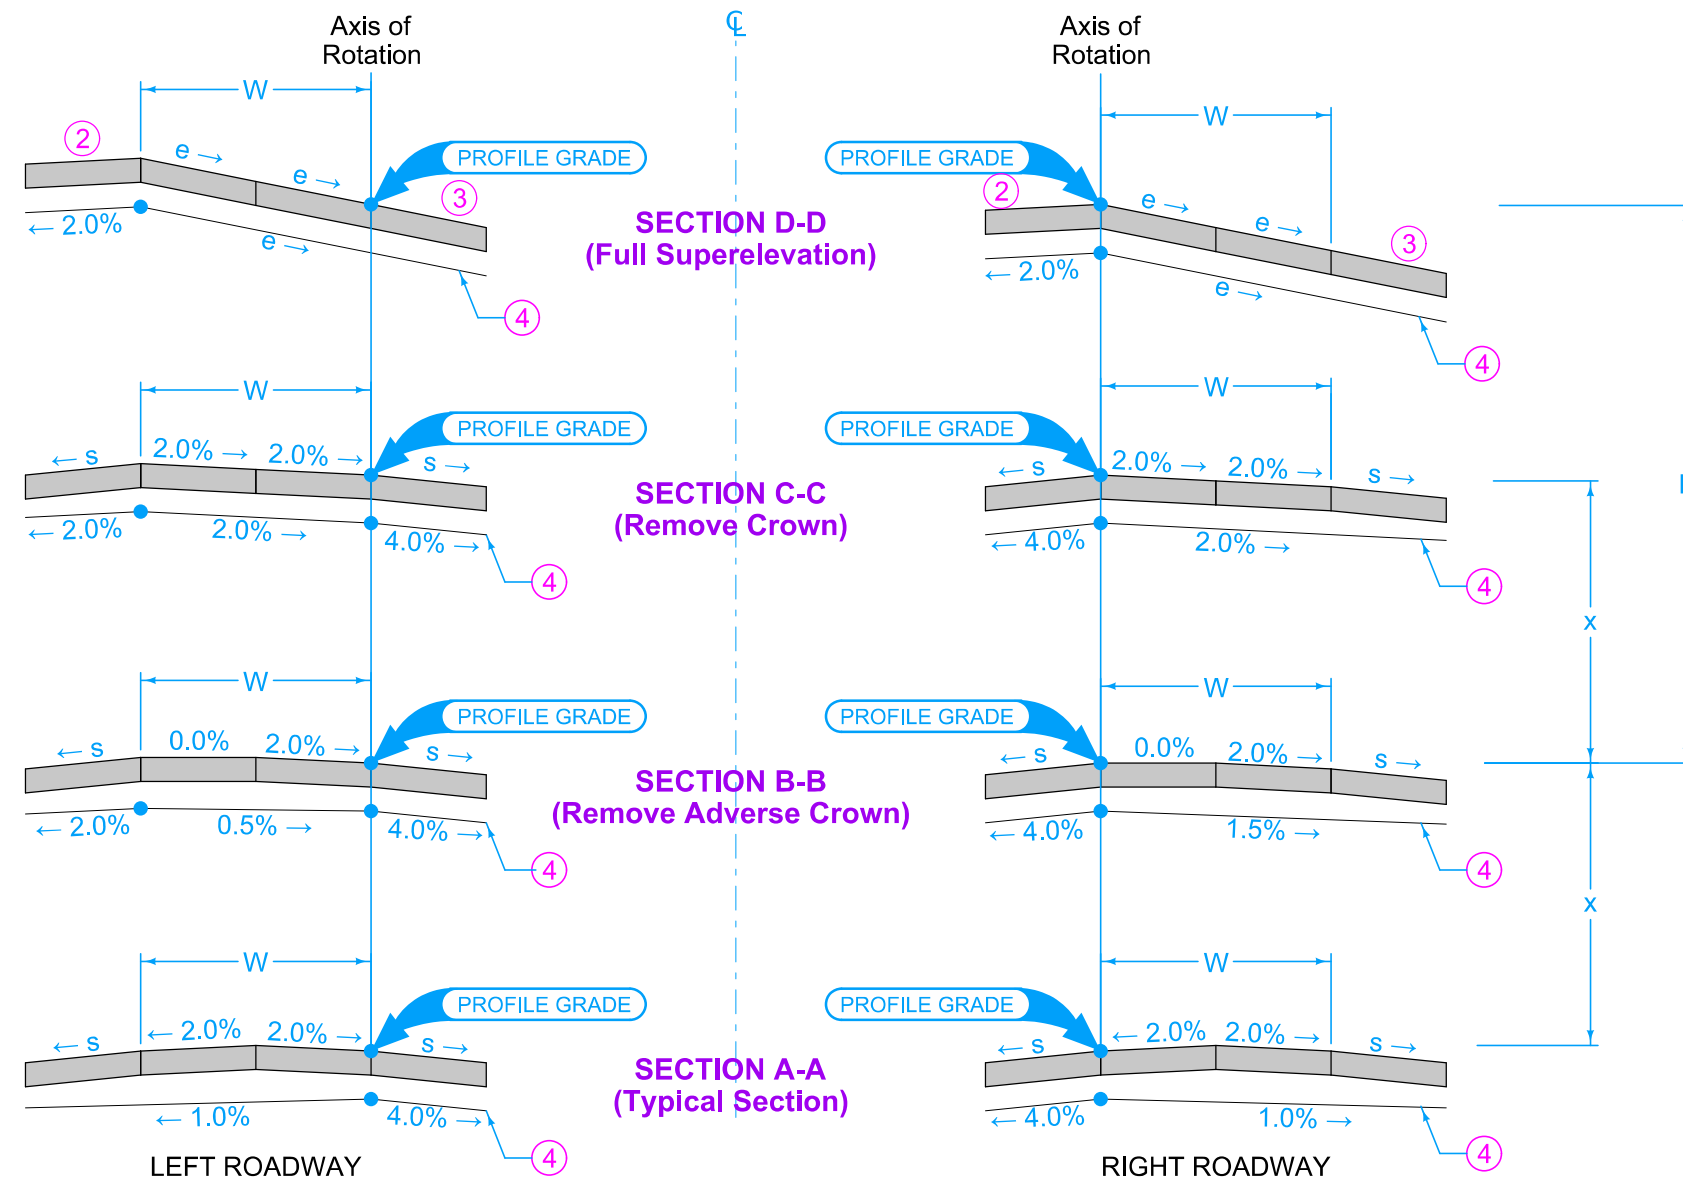 Axis of
Rotation
℄
Axis of
Rotation
W
W
2
e →
e →
PROFILE GRADE
PROFILE GRADE
3
2
e →
e →
← 2.0%
e →
SECTION D-D
(Full Superelevation)
3
← 2.0%
e →
4
4
W
W
← s
2.0% →
2.0% →
PROFILE GRADE
s →
PROFILE GRADE
← s
2.0% →
2.0% →
s →
SECTION C-C
(Remove Crown)
← 2.0%
2.0% →
4.0% →
← 4.0%
2.0% →
4
4
x
W
W
PROFILE GRADE
PROFILE GRADE
← s
0.0%
2.0% →
s →
← s
0.0%
2.0% →
s →
SECTION B-B
(Remove Adverse Crown)
← 2.0%
0.5% →
4.0% →
← 4.0%
1.5% →
4
4
x
W
W
PROFILE GRADE
PROFILE GRADE
← s
← 2.0%
2.0% →
s →
← s
← 2.0%
2.0% →
s →
SECTION A-A
(Typical Section)
← 1.0%
4.0% →
← 4.0%
1.0% →
4
4
LEFT ROADWAY
RIGHT ROADWAY